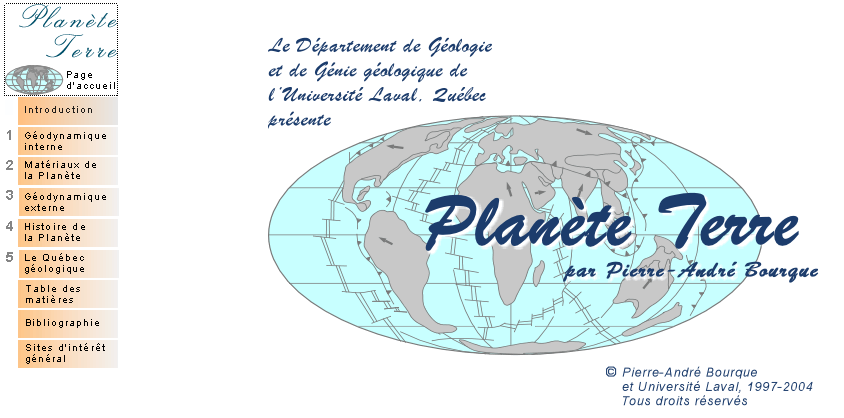 Planète
Terre
Page
d'accueil
Introduction
1 Géodynamique
interne
2 Matériaux de
la Planète
3 Géodynamique
externe
4 Histoire de
la Planète
5 Le Québec
géologique
Table des
matières
Bibliographie
Sites d'intérêt
général
Le Département de Géologie
et de Génie géologique de
l'Université Laval, Québec
présente
Planète Terre
par Pierre-André Bourque
© Pierre-André Bourque
et Université Laval, 1997-2004
Tous droits réservés